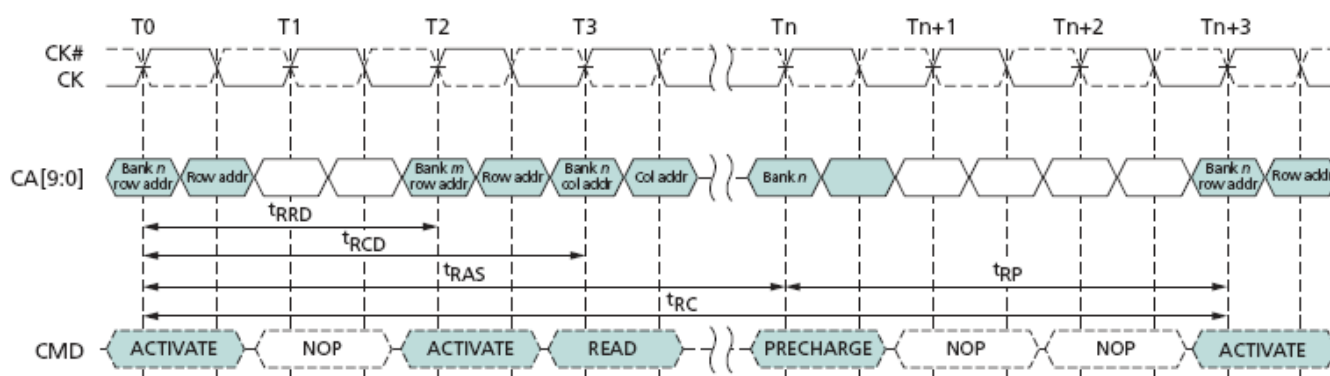 T0 T1 T2 T3 Tn Tn+1 Tn+2 Tn+3
CK#
CK
CA[9:0]
Bank n row addr
Row addr
Bank m row addr
Row addr
Bank n col addr
Col addr
Bank n
Bank n row addr
Row addr
tRRD
tRCD
tRAS
tRP
tRC
CMD ACTIVATE NOP ACTIVATE READ PRECHARGE NOP NOP ACTIVATE